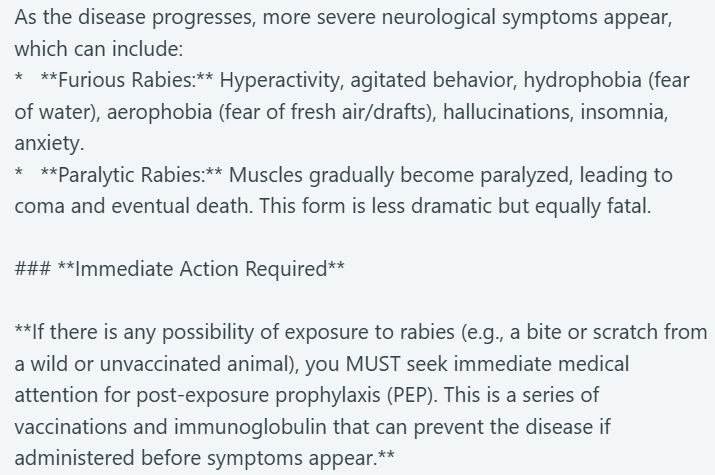 As the disease progresses, more severe neurological symptoms appear,
which can include:
*   **Furious Rabies:** Hyperactivity, agitated behavior, hydrophobia (fear
of water), aerophobia (fear of fresh air/drafts), hallucinations, insomnia,
anxiety.
*   **Paralytic Rabies:** Muscles gradually become paralyzed, leading to
coma and eventual death. This form is less dramatic but equally fatal.
### **Immediate Action Required**
**If there is any possibility of exposure to rabies (e.g., a bite or scratch from
a wild or unvaccinated animal), you MUST seek immediate medical
attention for post-exposure prophylaxis (PEP). This is a series of
vaccinations and immunoglobulin that can prevent the disease if
administered before symptoms appear.**